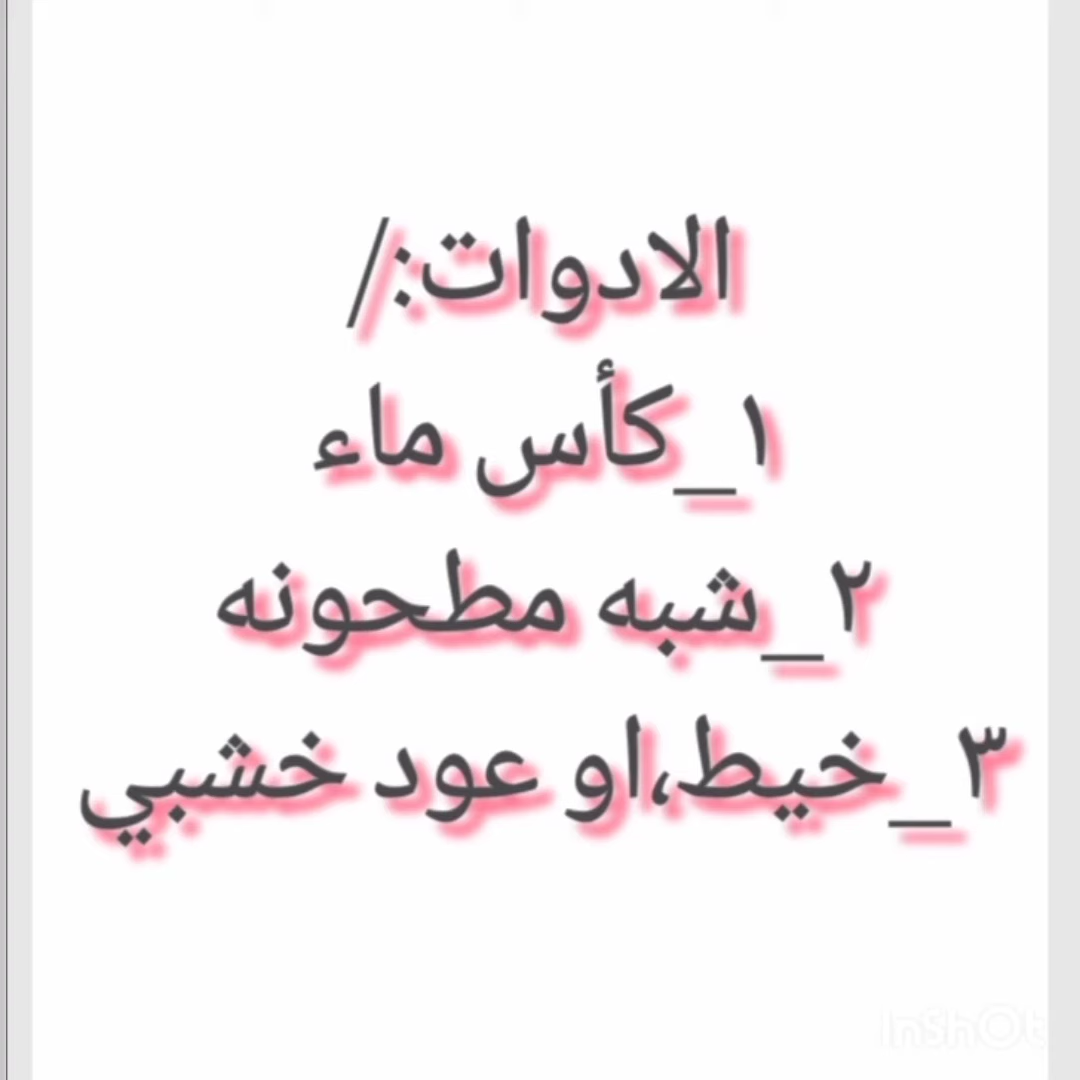 الادوات:/
١_كأس ماء
٢_شبه مطحونه
٣_خيط،او عود خشبي
InShOt